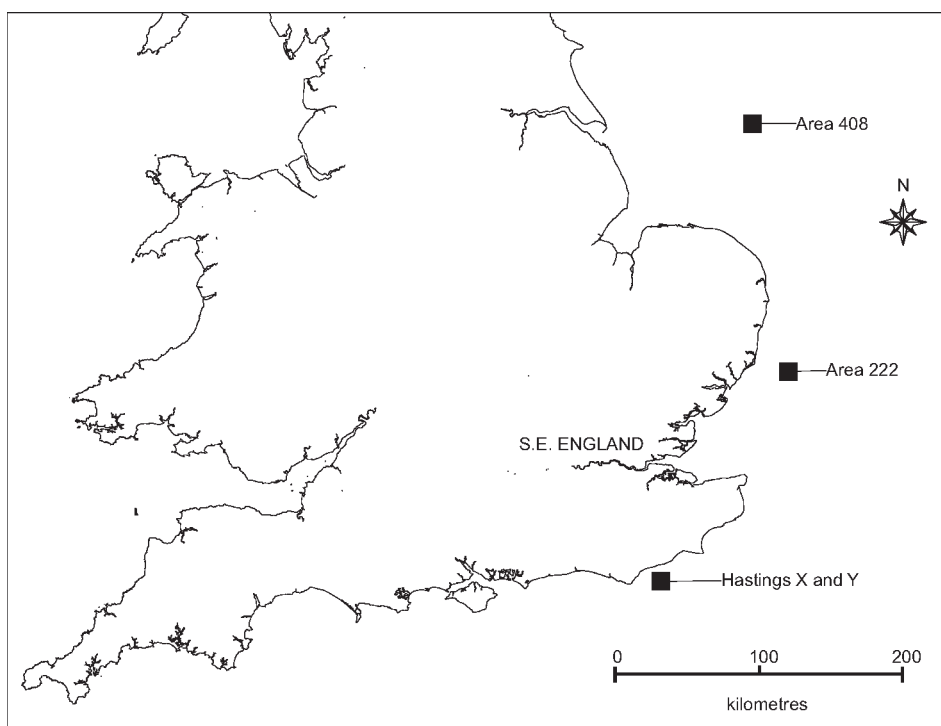 Area 408
N
Area 222
S.E. ENGLAND
Hastings X and Y
0 100 200
kilometres